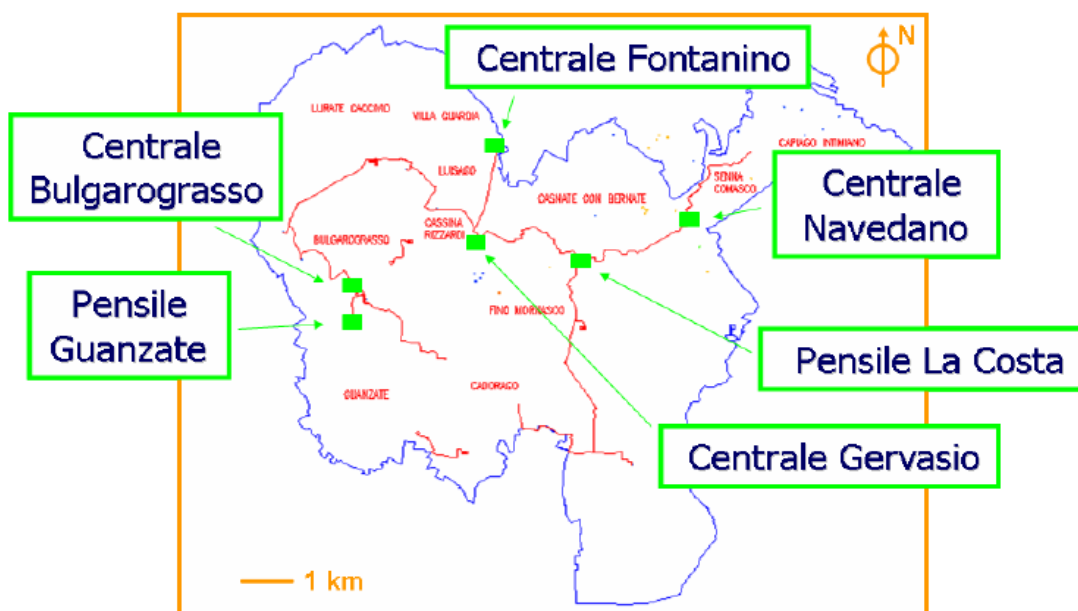 Centrale Fontanino
N
LURATE CACCIVIO
VILLA GUARDIA
Centrale
Bulgarograsso
LUISAGO
CAPIAGO INTIMIANO
SENNA
COMASCO
Centrale
Navedano
CASNATE CON BERNATE
CASSINA
RIZZARDI
BULGAROGRASSO
Pensile
Guanzate
FINO MORNASCO
Pensile La Costa
GUANZATE
CADORAGO
Centrale Gervasio
1 km